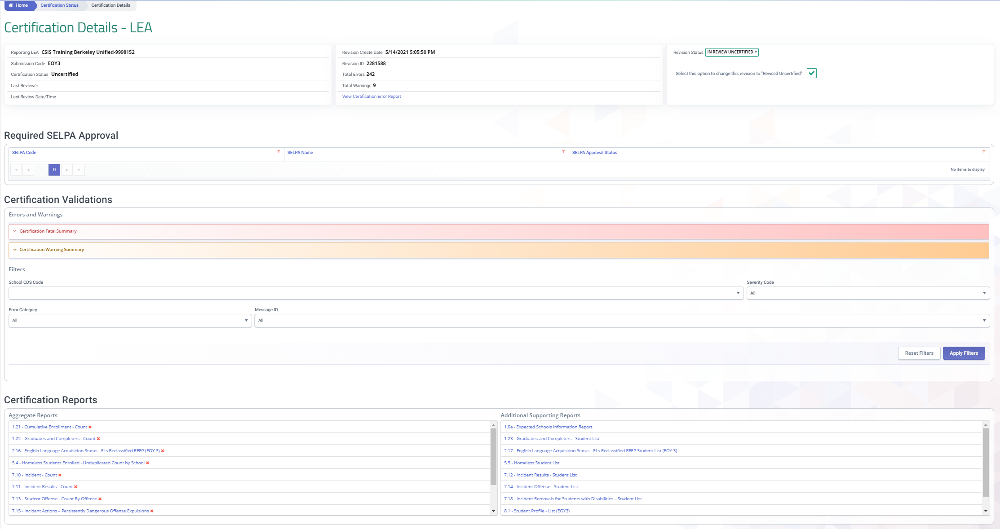 Home Certification Status Certification Details
Certification Details - LEA
Reporting LEA CSIS Training Berkeley Unified-9998152
Submission Code EOY3
Certification Status Uncertified
Last Reviewer
Last Review Date/Time
Revision Create Date 5/14/2021 5:05:50 PM
Revision ID 2281588
Total Errors 242
Total Warnings 9
View Certification Error Report
Revision Status IN REVIEW UNCERTIFIED
Select this option to change this revision to "Revised Uncertified"
Required SELPA Approval
SELPA Code SELPA Name SELPA Approval Status
0 No items to display
Certification Validations
Errors and Warnings
Certification Fatal Summary
Certification Warning Summary
Filters
School CDS Code Severity Code
All
Error Category Message ID
All All
Reset Filters Apply Filters
Certification Reports
Aggregate Reports
1.21 - Cumulative Enrollment - Count
1.22 - Graduates and Completers - Count
2.16 - English Language Acquisition Status - ELs Reclassified RFEP (EOY 3)
5.4 - Homeless Students Enrolled - Unduplicated Count by School
7.10 - Incident - Count
7.11 - Incident Results - Count
7.13 - Student Offense - Count By Offense
7.15 - Incident Actions – Persistently Dangerous Offense Expulsions
Additional Supporting Reports
1.0a - Expected Schools Information Report
1.23 - Graduates and Completers - Student List
2.17 - English Language Acquisition Status - ELs Reclassified RFEP Student List (EOY 3)
5.5 - Homeless Student List
7.12 - Incident Results - Student List
7.14 - Incident Offense - Student List
7.18 - Incident Removals for Students with Disabilities – Student List
8.1 - Student Profile - List (EOY3)